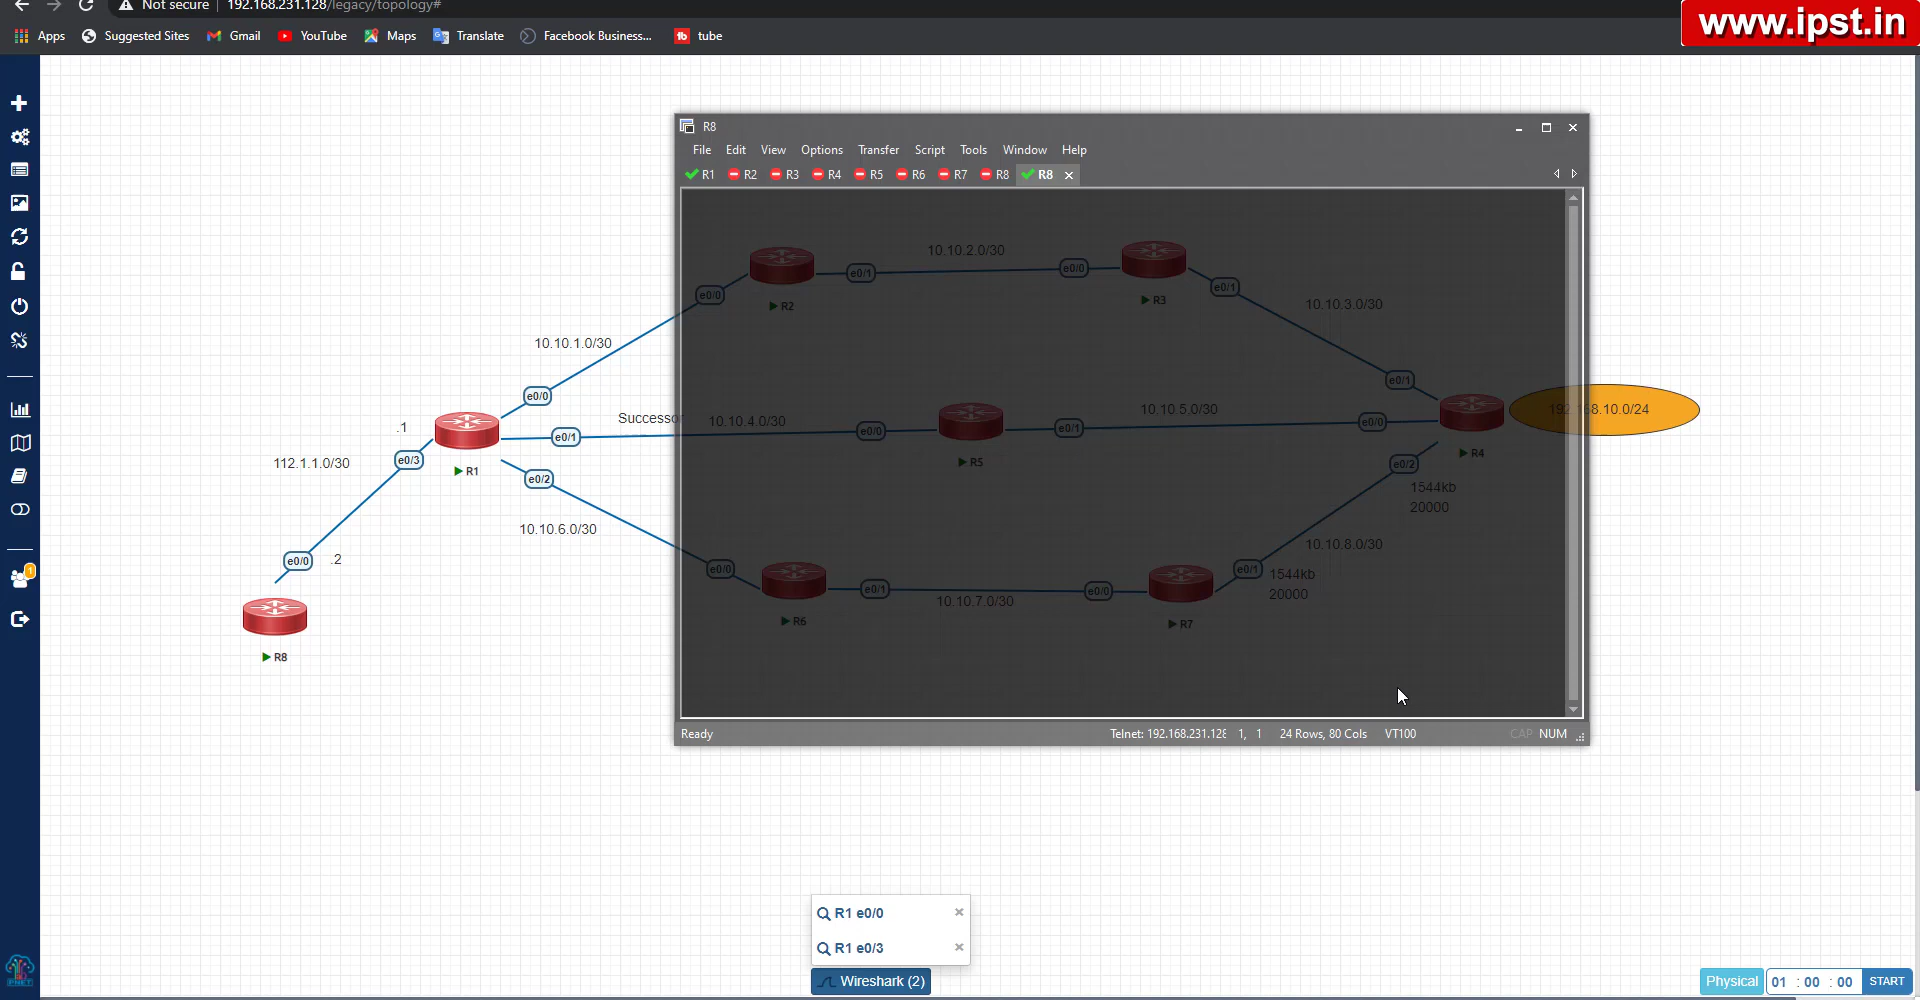 Not secure 192.168.231.128/legacy/topology#
www.ipst.in
Apps Suggested Sites Gmail YouTube Maps Translate Facebook Business... tube
R8
File Edit View Options Transfer Script Tools Window Help
R1 R2 R3 R4 R5 R6 R7 R8 R8
10.10.2.0/30
e0/1 e0/0
R2 R3
e0/0 e0/1
10.10.3.0/30
10.10.1.0/30
e0/0 e0/1
Successor 10.10.4.0/30 10.10.5.0/30 192.168.10.0/24
.1
e0/1 e0/0 e0/1 e0/0
112.1.1.0/30 e0/3
R1 R5 R4
e0/2 e0/2
1544kb
20000
10.10.6.0/30
10.10.8.0/30
e0/0 .2
e0/0 e0/1 e0/0 e0/1 1544kb
20000
10.10.7.0/30
R6 R7
R8
Ready Telnet: 192.168.231.128 1, 1 24 Rows, 80 Cols VT100 CAP NUM
1
R1 e0/0
R1 e0/3
Wireshark (2)
PNET
Physical 01 : 00 : 00 START